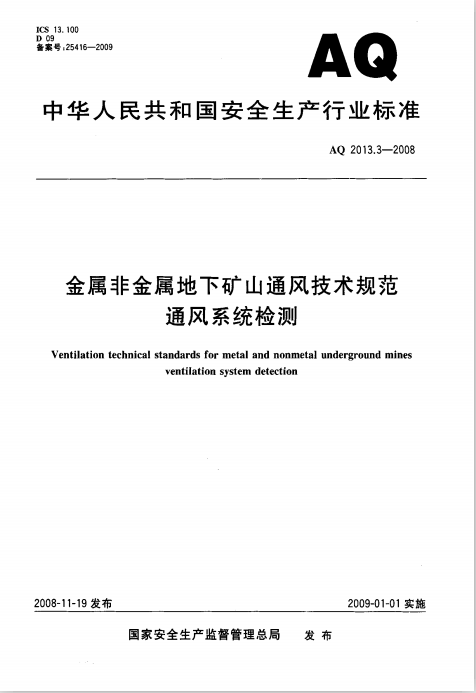 ICS 13.100
D 09
备案号:25416—2009
AQ
中华人民共和国安全生产行业标准
AQ 2013.3—2008
金属非金属地下矿山通风技术规范
通风系统检测
Ventilation technical standards for metal and nonmetal underground mines
ventilation system detection
2008-11-19 发布
2009-01-01 实施
国家安全生产监督管理总局 发布